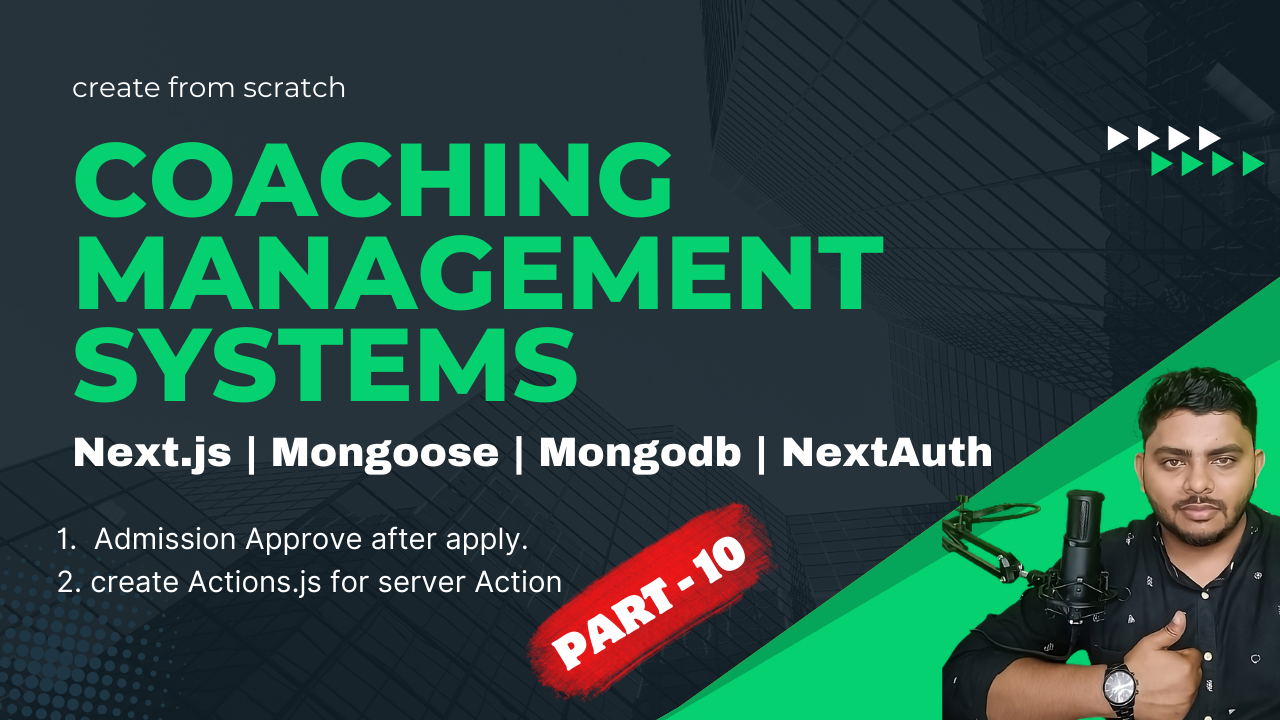 create from scratch
COACHING
MANAGEMENT
SYSTEMS
Next.js | Mongoose | Mongodb | NextAuth
1. Admission Approve after apply.
2. create Actions.js for server Action
PART - 10